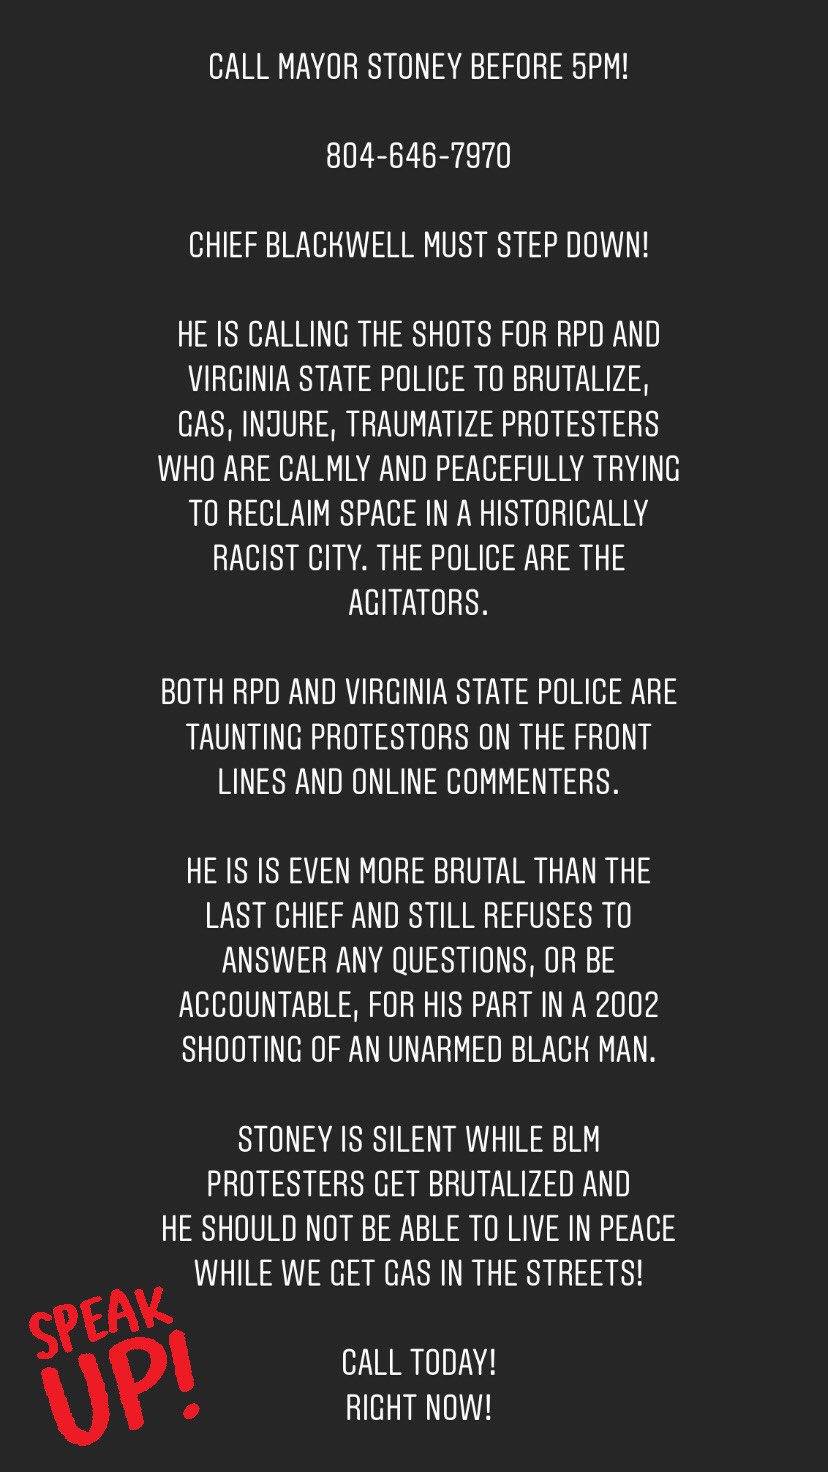 CALL MAYOR STONEY BEFORE 5PM!
804-646-7970
CHIEF BLACKWELL MUST STEP DOWN!
HE IS CALLING THE SHOTS FOR RPD AND
VIRGINIA STATE POLICE TO BRUTALIZE,
GAS, INJURE, TRAUMATIZE PROTESTERS
WHO ARE CALMLY AND PEACEFULLY TRYING
TO RECLAIM SPACE IN A HISTORICALLY
RACIST CITY. THE POLICE ARE THE
AGITATORS.
BOTH RPD AND VIRGINIA STATE POLICE ARE
TAUNTING PROTESTORS ON THE FRONT
LINES AND ONLINE COMMENTERS.
HE IS IS EVEN MORE BRUTAL THAN THE
LAST CHIEF AND STILL REFUSES TO
ANSWER ANY QUESTIONS, OR BE
ACCOUNTABLE, FOR HIS PART IN A 2002
SHOOTING OF AN UNARMED BLACK MAN.
STONEY IS SILENT WHILE BLM
PROTESTERS GET BRUTALIZED AND
HE SHOULD NOT BE ABLE TO LIVE IN PEACE
WHILE WE GET GAS IN THE STREETS!
CALL TODAY!
RIGHT NOW!
SPEAK
UP!